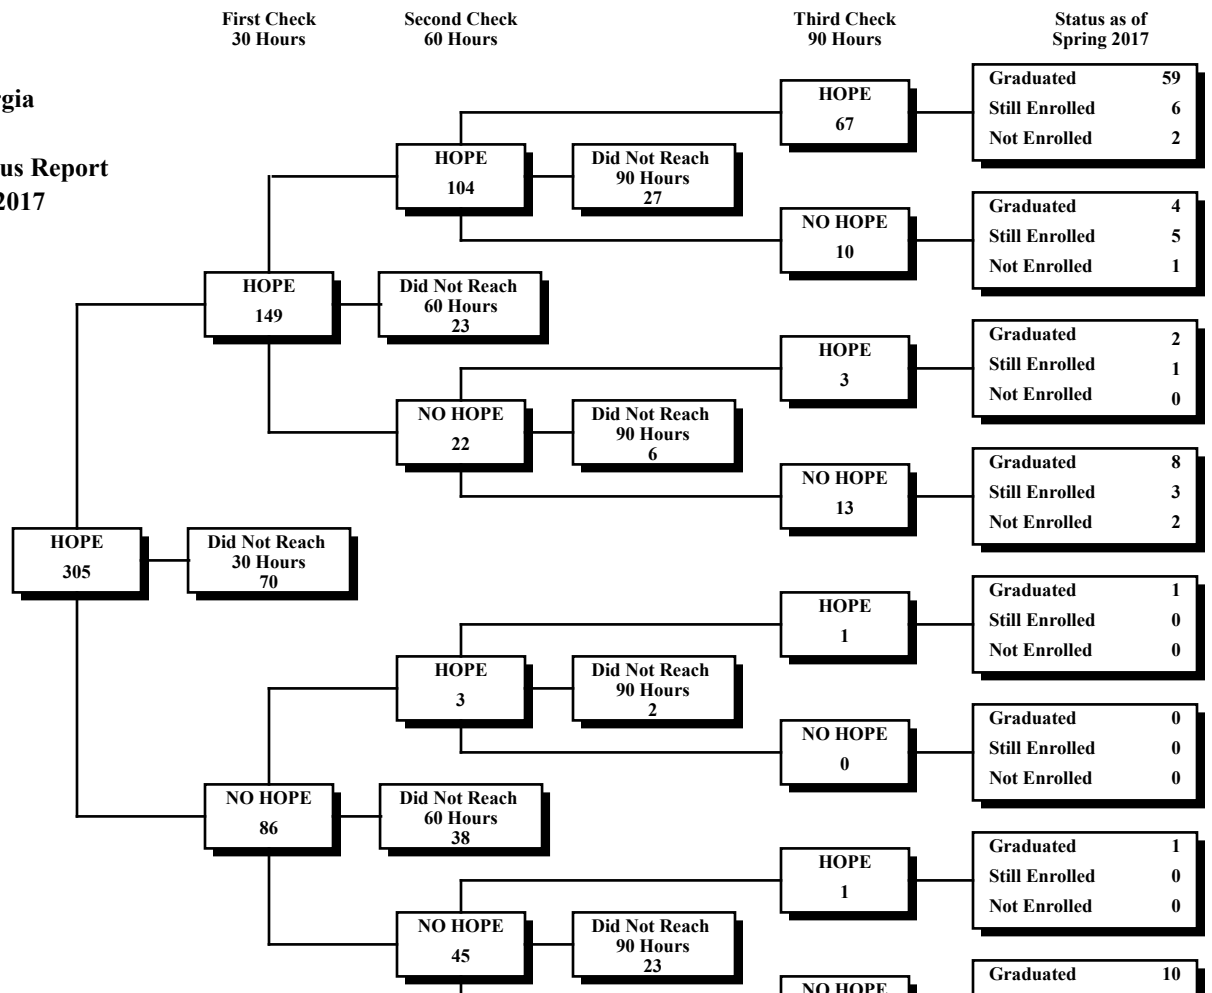 First Check
30 Hours
Second Check
60 Hours
Third Check
90 Hours
Status as of
Spring 2017
2017
HOPE
305
Did Not Reach
30 Hours
70
HOPE
149
Did Not Reach
60 Hours
23
NO HOPE
86
Did Not Reach
60 Hours
38
HOPE
104
Did Not Reach
90 Hours
27
NO HOPE
22
Did Not Reach
90 Hours
6
HOPE
3
Did Not Reach
90 Hours
2
NO HOPE
45
Did Not Reach
90 Hours
23
HOPE
67
Graduated 59
Still Enrolled 6
Not Enrolled 2
NO HOPE
10
Graduated 4
Still Enrolled 5
Not Enrolled 1
HOPE
3
Graduated 2
Still Enrolled 1
Not Enrolled 0
NO HOPE
13
Graduated 8
Still Enrolled 3
Not Enrolled 2
HOPE
1
Graduated 1
Still Enrolled 0
Not Enrolled 0
NO HOPE
0
Graduated 0
Still Enrolled 0
Not Enrolled 0
HOPE
1
Graduated 1
Still Enrolled 0
Not Enrolled 0
NO HOPE
Graduated 10
rgia
us Report